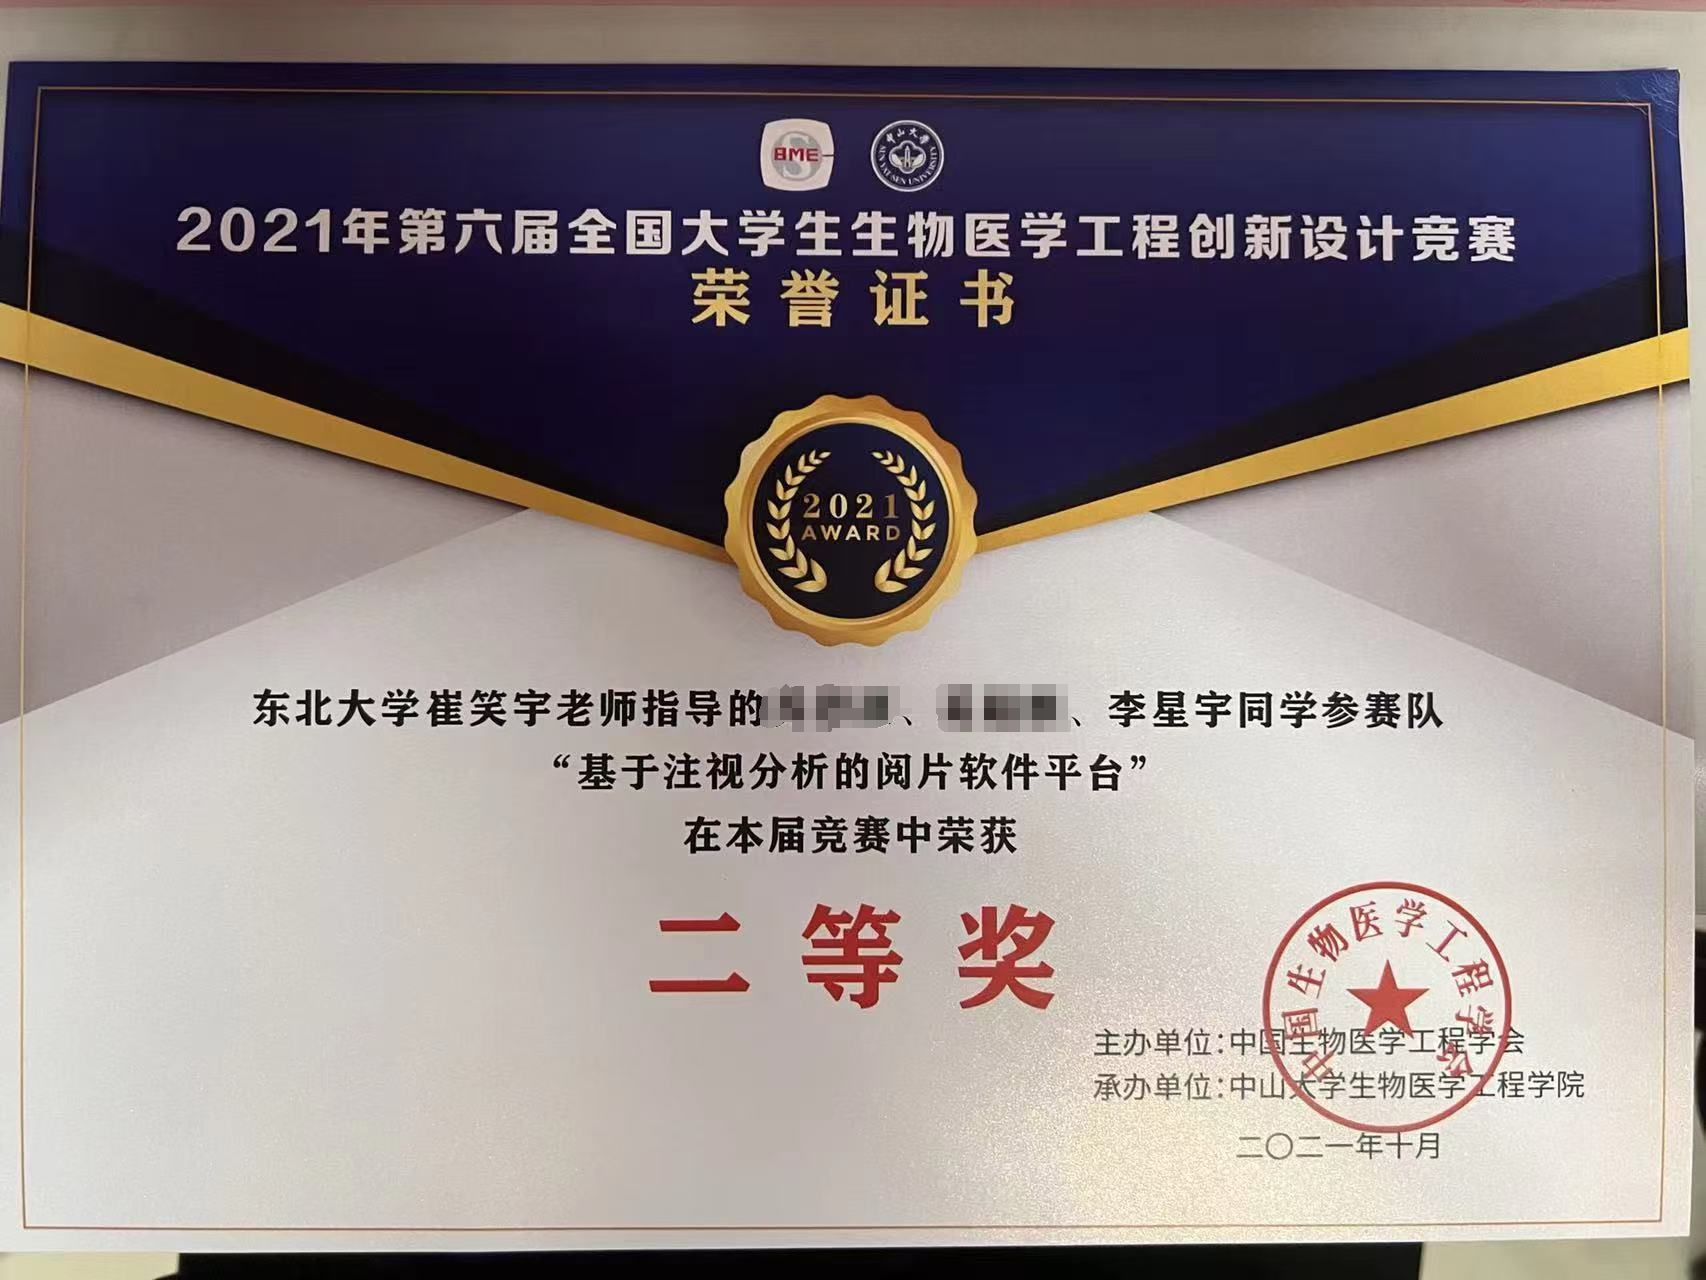 BME
中山大学
SUN YAT-SEN UNIVERSITY
2021年第六届全国大学生生物医学工程创新设计竞赛
荣誉证书
2021
AWARD
东北大学崔笑宇老师指导的、、李星宇同学参赛队
“基于注视分析的阅片软件平台”
在本届竞赛中荣获
二等奖
中国生物医学工程学会
主办单位:中国生物医学工程学会
承办单位:中山大学生物医学工程学院
二〇二一年十月